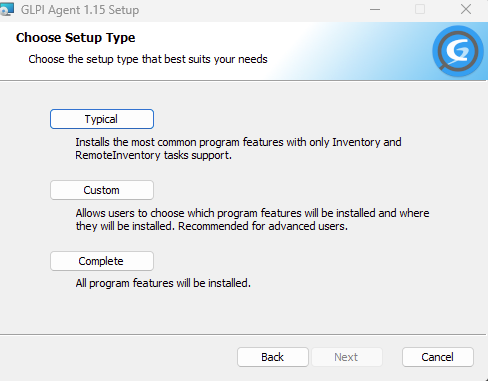 GLPI Agent 1.15 Setup
Choose Setup Type
Choose the setup type that best suits your needs
Typical
Installs the most common program features with only Inventory and
RemoteInventory tasks support.
Custom
Allows users to choose which program features will be installed and where
they will be installed. Recommended for advanced users.
Complete
All program features will be installed.
Back
Next
Cancel